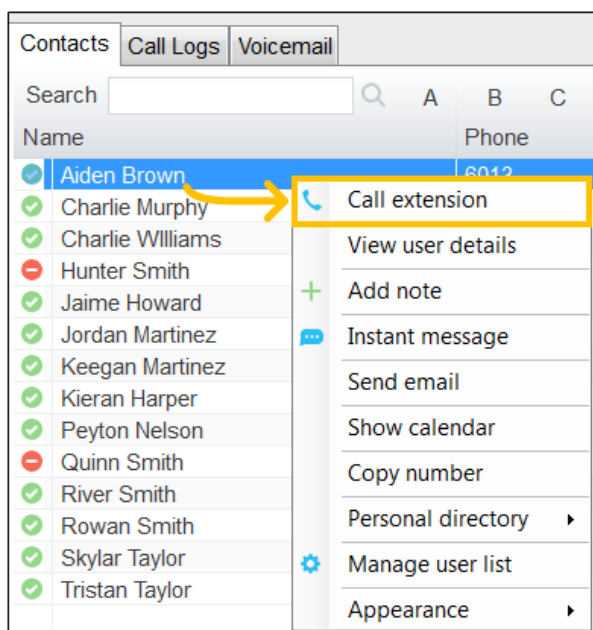 Contacts Call Logs Voicemail
Search A B C
Name Phone
Aiden Brown 6013
Call extension
Charlie Murphy
View user details
Charlie WIlliams
Hunter Smith
Add note
Jaime Howard
Jordan Martinez
Instant message
Keegan Martinez
Send email
Kieran Harper
Peyton Nelson
Show calendar
Quinn Smith
Copy number
River Smith
Rowan Smith
Personal directory
Skylar Taylor
Manage user list
Tristan Taylor
Appearance